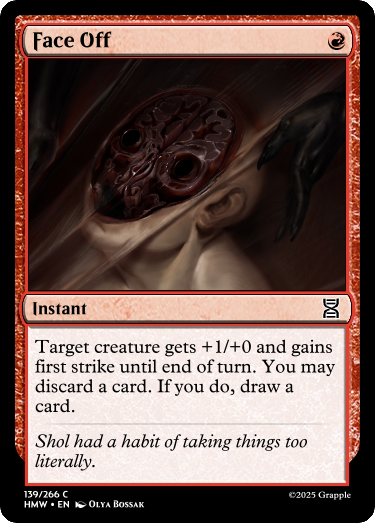 Face Off
Instant
Target creature gets +1/+0 and gains
first strike until end of turn. You may
discard a card. If you do, draw a
card.
Shol had a habit of taking things too
literally.
139/266 C
HMW • EN Olya Bossak
©2025 Grapple